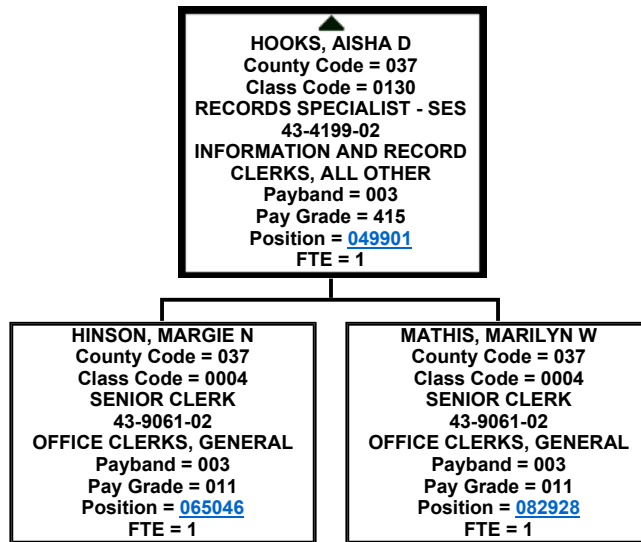 HOOKS, AISHA D
County Code = 037
Class Code = 0130
RECORDS SPECIALIST - SES
43-4199-02
INFORMATION AND RECORD
CLERKS, ALL OTHER
Payband = 003
Pay Grade = 415
Position = 049901
FTE = 1
HINSON, MARGIE N
County Code = 037
Class Code = 0004
SENIOR CLERK
43-9061-02
OFFICE CLERKS, GENERAL
Payband = 003
Pay Grade = 011
Position = 065046
FTE = 1
MATHIS, MARILYN W
County Code = 037
Class Code = 0004
SENIOR CLERK
43-9061-02
OFFICE CLERKS, GENERAL
Payband = 003
Pay Grade = 011
Position = 082928
FTE = 1